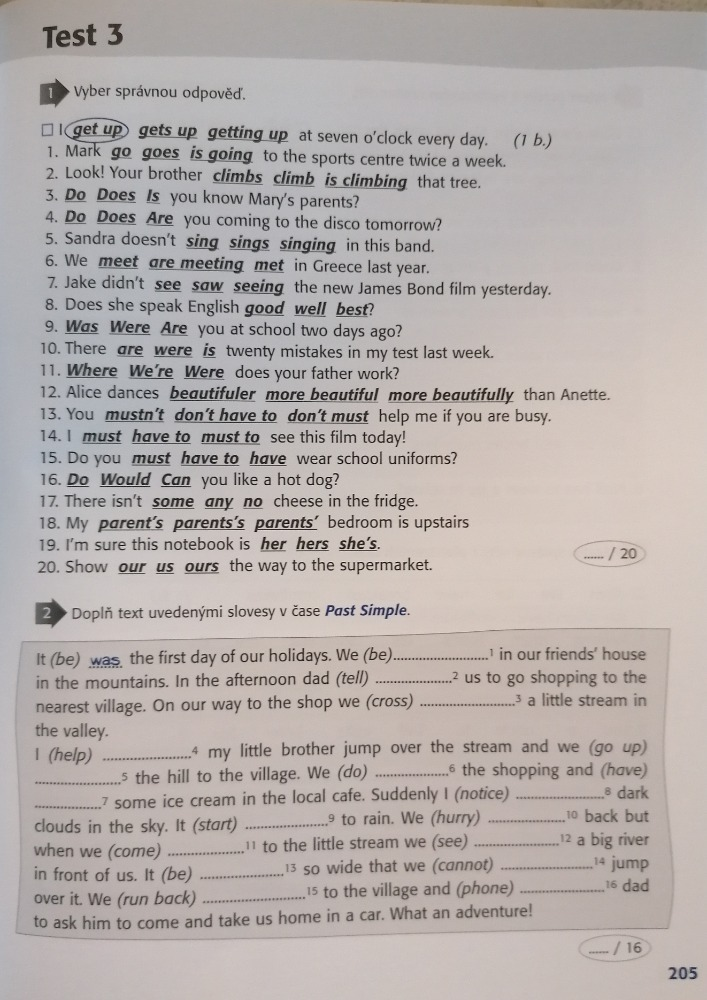 Test 3
1 Vyber správnou odpověď.
☐ I get up gets up getting up at seven o'clock every day. (1 b.)
1. Mark go goes is going to the sports centre twice a week.
2. Look! Your brother climbs climb is climbing that tree.
3. Do Does Is you know Mary's parents?
4. Do Does Are you coming to the disco tomorrow?
5. Sandra doesn't sing sings singing in this band.
6. We meet are meeting met in Greece last year.
7. Jake didn't see saw seeing the new James Bond film yesterday.
8. Does she speak English good well best?
9. Was Were Are you at school two days ago?
10. There are were is twenty mistakes in my test last week.
11. Where We're Were does your father work?
12. Alice dances beautifuler more beautiful more beautifully than Anette.
13. You mustn't don't have to don't must help me if you are busy.
14. I must have to must to see this film today!
15. Do you must have to have wear school uniforms?
16. Do Would Can you like a hot dog?
17. There isn't some any no cheese in the fridge.
18. My parent's parents's parents' bedroom is upstairs
19. I'm sure this notebook is her hers she's.
...... / 20
20. Show our us ours the way to the supermarket.
2 Doplň text uvedenými slovesy v čase Past Simple.
It (be) was the first day of our holidays. We (be)..........................¹ in our friends' house
in the mountains. In the afternoon dad (tell) .....................² us to go shopping to the
nearest village. On our way to the shop we (cross) ..........................³ a little stream in
the valley.
I (help) ........................⁴ my little brother jump over the stream and we (go up)
.......................⁵ the hill to the village. We (do) ....................⁶ the shopping and (have)
..................⁷ some ice cream in the local cafe. Suddenly I (notice) ........................⁸ dark
clouds in the sky. It (start) .......................⁹ to rain. We (hurry) .....................¹⁰ back but
when we (come) .....................¹¹ to the little stream we (see) .......................¹² a big river
in front of us. It (be) .......................¹³ so wide that we (cannot) .........................¹⁴ jump
over it. We (run back) ............................¹⁵ to the village and (phone) .......................¹⁶ dad
to ask him to come and take us home in a car. What an adventure!
...... / 16
205